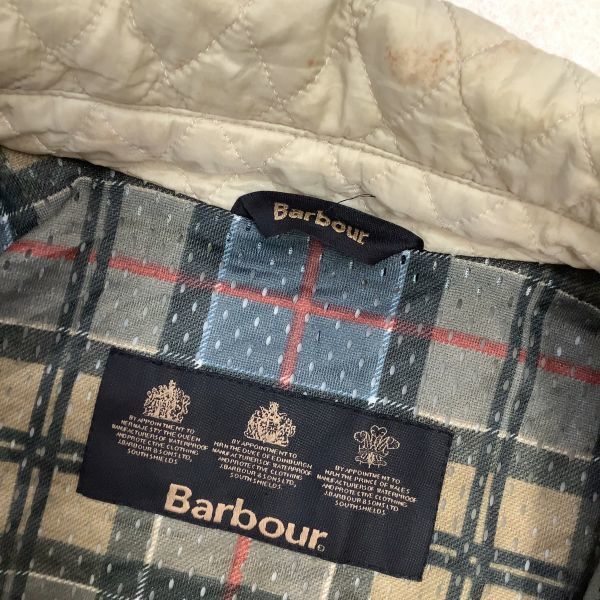 Barbour
BY APPOINTMENT TO
HER MAJESTY THE QUEEN
MANUFACTURERS OF WATERPROOF
AND PROTECTIVE CLOTHING
J.BARBOUR & SONS LTD.
SOUTH SHIELDS.
BY APPOINTMENT TO
H.R.H. THE DUKE OF EDINBURGH
MANUFACTURERS OF WATERPROOF
AND PROTECTIVE CLOTHING
J.BARBOUR & SONS LTD.
SOUTH SHIELDS.
BY APPOINTMENT TO
H.R.H. THE PRINCE OF WALES
MANUFACTURERS OF WATERPROOF
AND PROTECTIVE CLOTHING
J.BARBOUR & SONS LTD.
SOUTH SHIELDS.
Barbour®